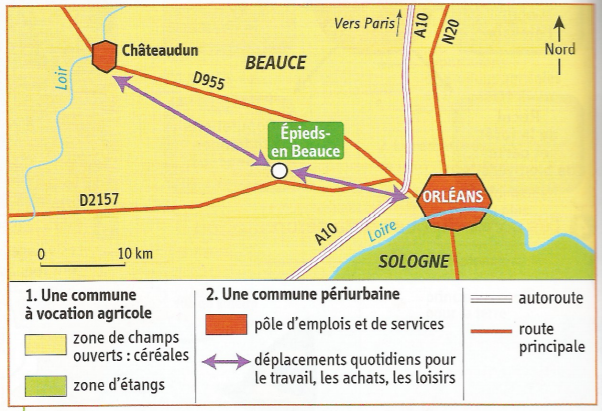 Vers Paris
A10
N20
Nord
Châteaudun
BEAUCE
Loir
D955
Épieds-
en Beauce
D2157
ORLÉANS
A10
Loire
SOLOGNE
0 10 km
1. Une commune
à vocation agricole
zone de champs
ouverts : céréales
zone d'étangs
2. Une commune périurbaine
pôle d'emplois et de services
déplacements quotidiens pour
le travail, les achats, les loisirs
autoroute
route
principale